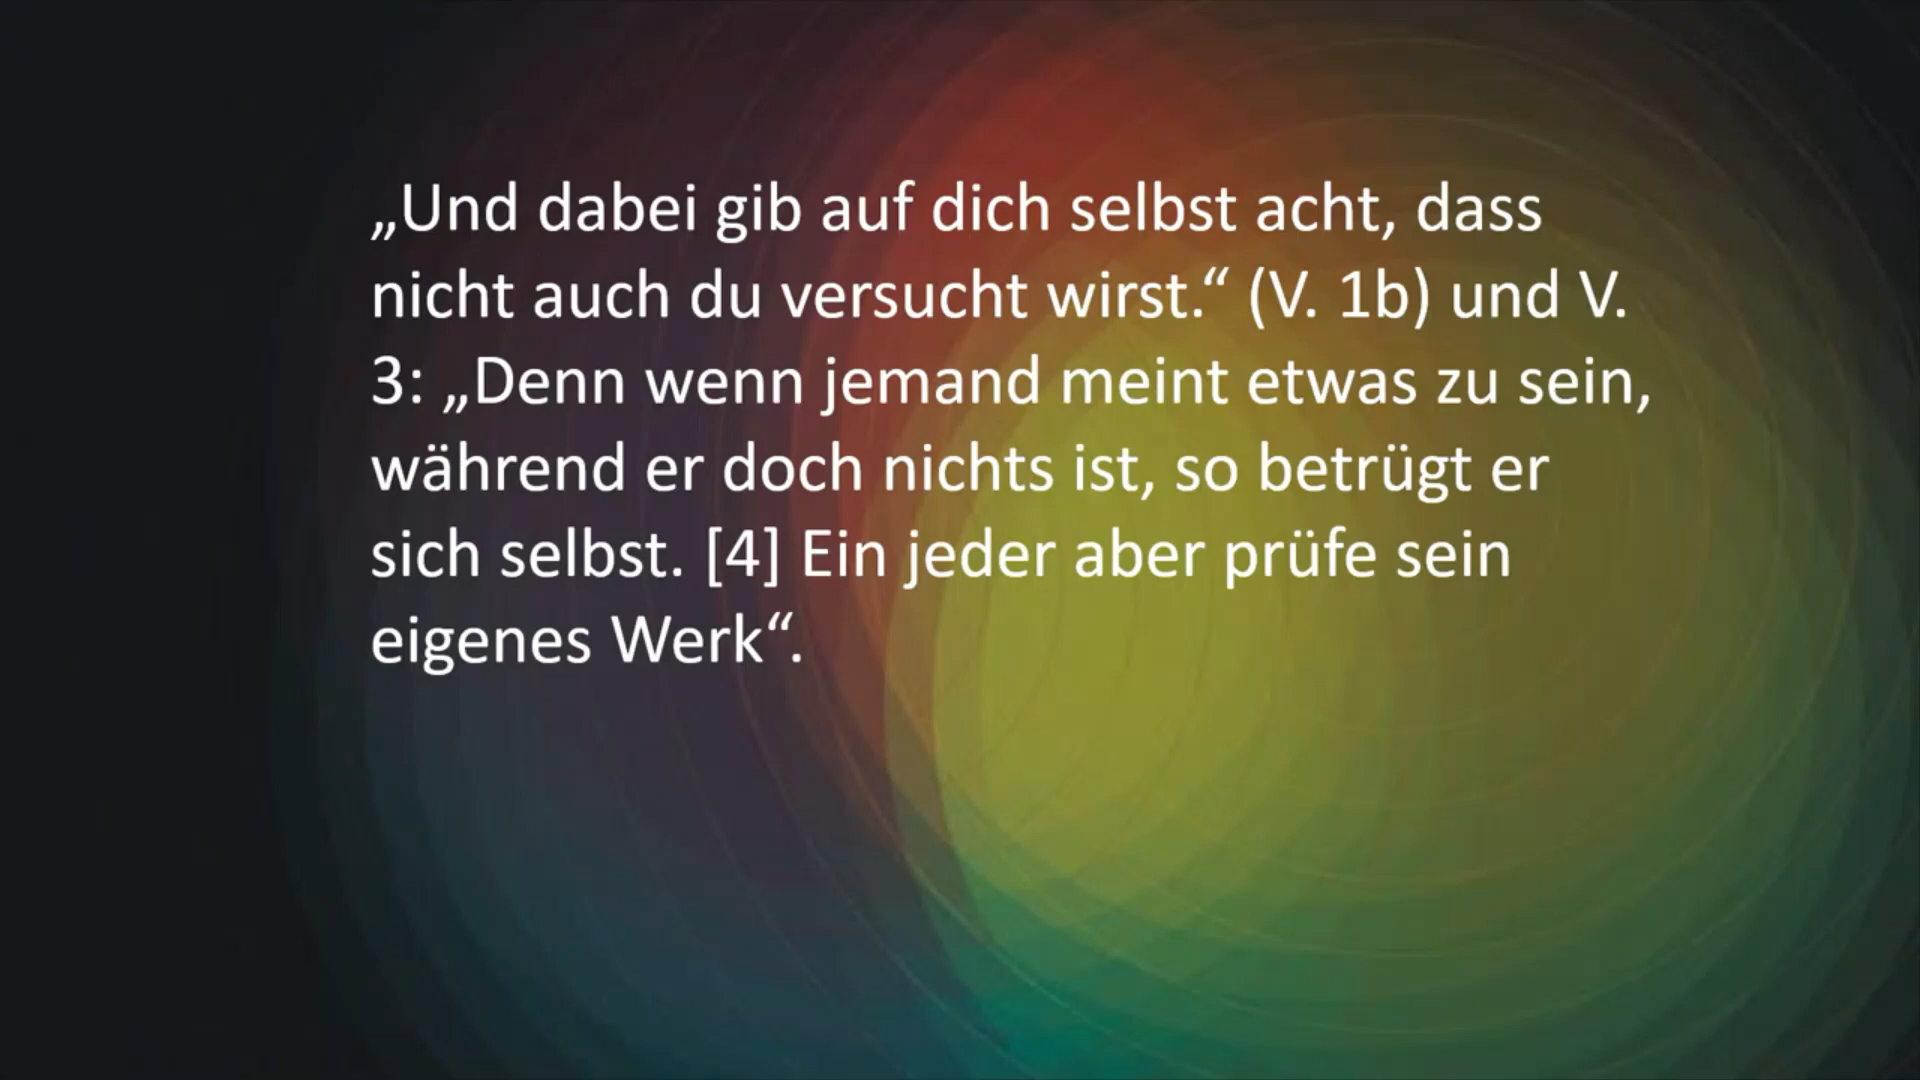 „Und dabei gib auf dich selbst acht, dass
nicht auch du versucht wirst.“ (V. 1b) und V.
3: „Denn wenn jemand meint etwas zu sein,
während er doch nichts ist, so betrügt er
sich selbst. [4] Ein jeder aber prüfe sein
eigenes Werk“.